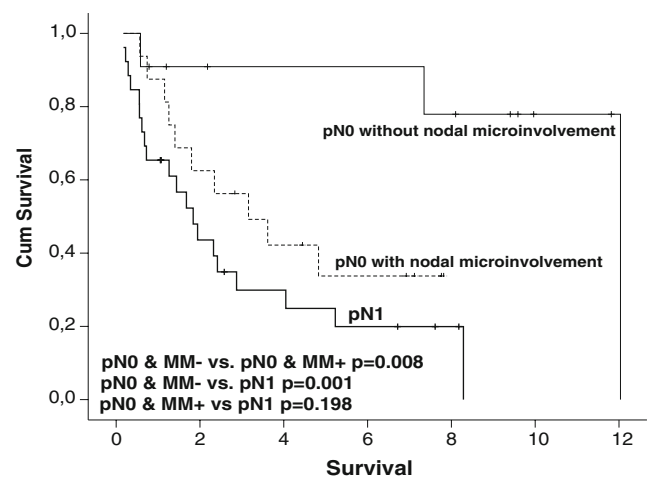 1,0
0,8
0,6
0,4
0,2
0,0
Cum Survival
pN0 without nodal microinvolvement
pN0 with nodal microinvolvement
pN1
pN0 & MM- vs. pN0 & MM+ p=0.008
pN0 & MM- vs. pN1 p=0.001
pN0 & MM+ vs pN1 p=0.198
0 2 4 6 8 10 12
Survival